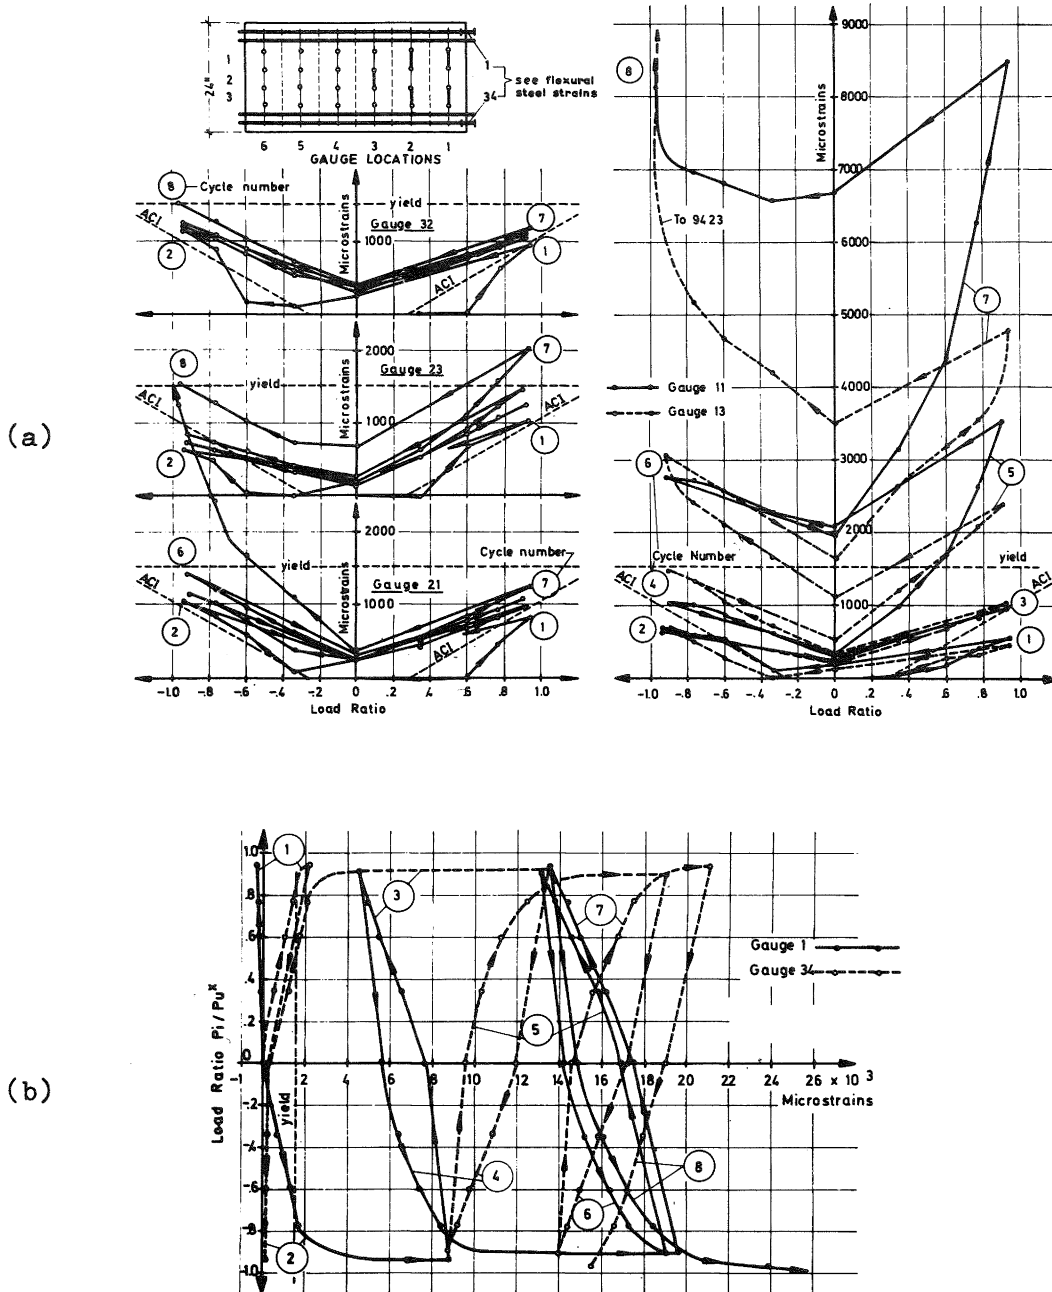 24"
1
2
3
1
34
see flexural
steel strains
6 5 4 3 2 1
GAUGE LOCATIONS
8 Cycle number
yield
ACI
Gauge 32
Microstrains
1000
7
1
2
ACI
2000
8
yield
Gauge 23
Microstrains
1000
7
ACI
ACI
1
2
2000
6
yield
Cycle number
Gauge 21
Microstrains
1000
7
ACI
ACI
1
2
-1.0 -.8 -.6 -.4 -.2 0 .2 .4 .6 .8 1.0
Load Ratio
(a)
9000
8
Microstrains
8000
7000
To 9423
6000
7
5000
Gauge 11
4000
Gauge 13
3000
6
5
2000
Cycle Number
yield
ACI
4
ACI
1000
3
2
1
-1.0 -.8 -.6 -.4 -.2 0 .2 .4 .6 .8 1.0
Load Ratio
(b)
1.0
1
.8
3
7
.6
Gauge 1
Gauge 34
.4
.2
5
Load Ratio Pi/Pu x
.0
-1 2 4 6 8 10 12 14 16 18 20 22 24 26 x 10 3
Microstrains
yield
-.2
-.4
4
8
-.6
6
-.8
2
-1.0